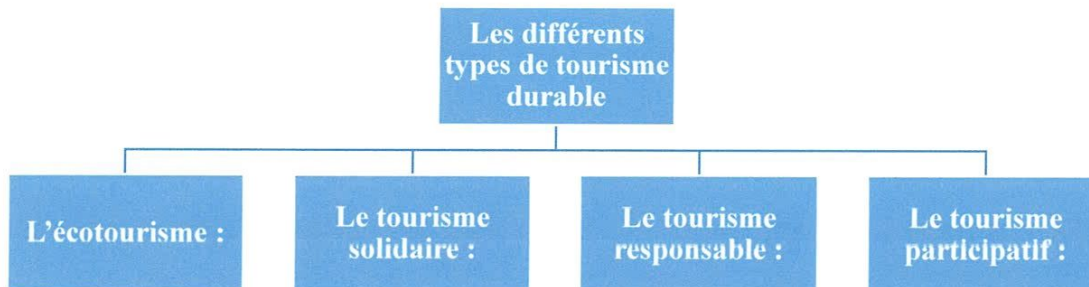 Les différents
types de tourisme
durable
L'écotourisme :
Le tourisme
solidaire :
Le tourisme
responsable :
Le tourisme
participatif :